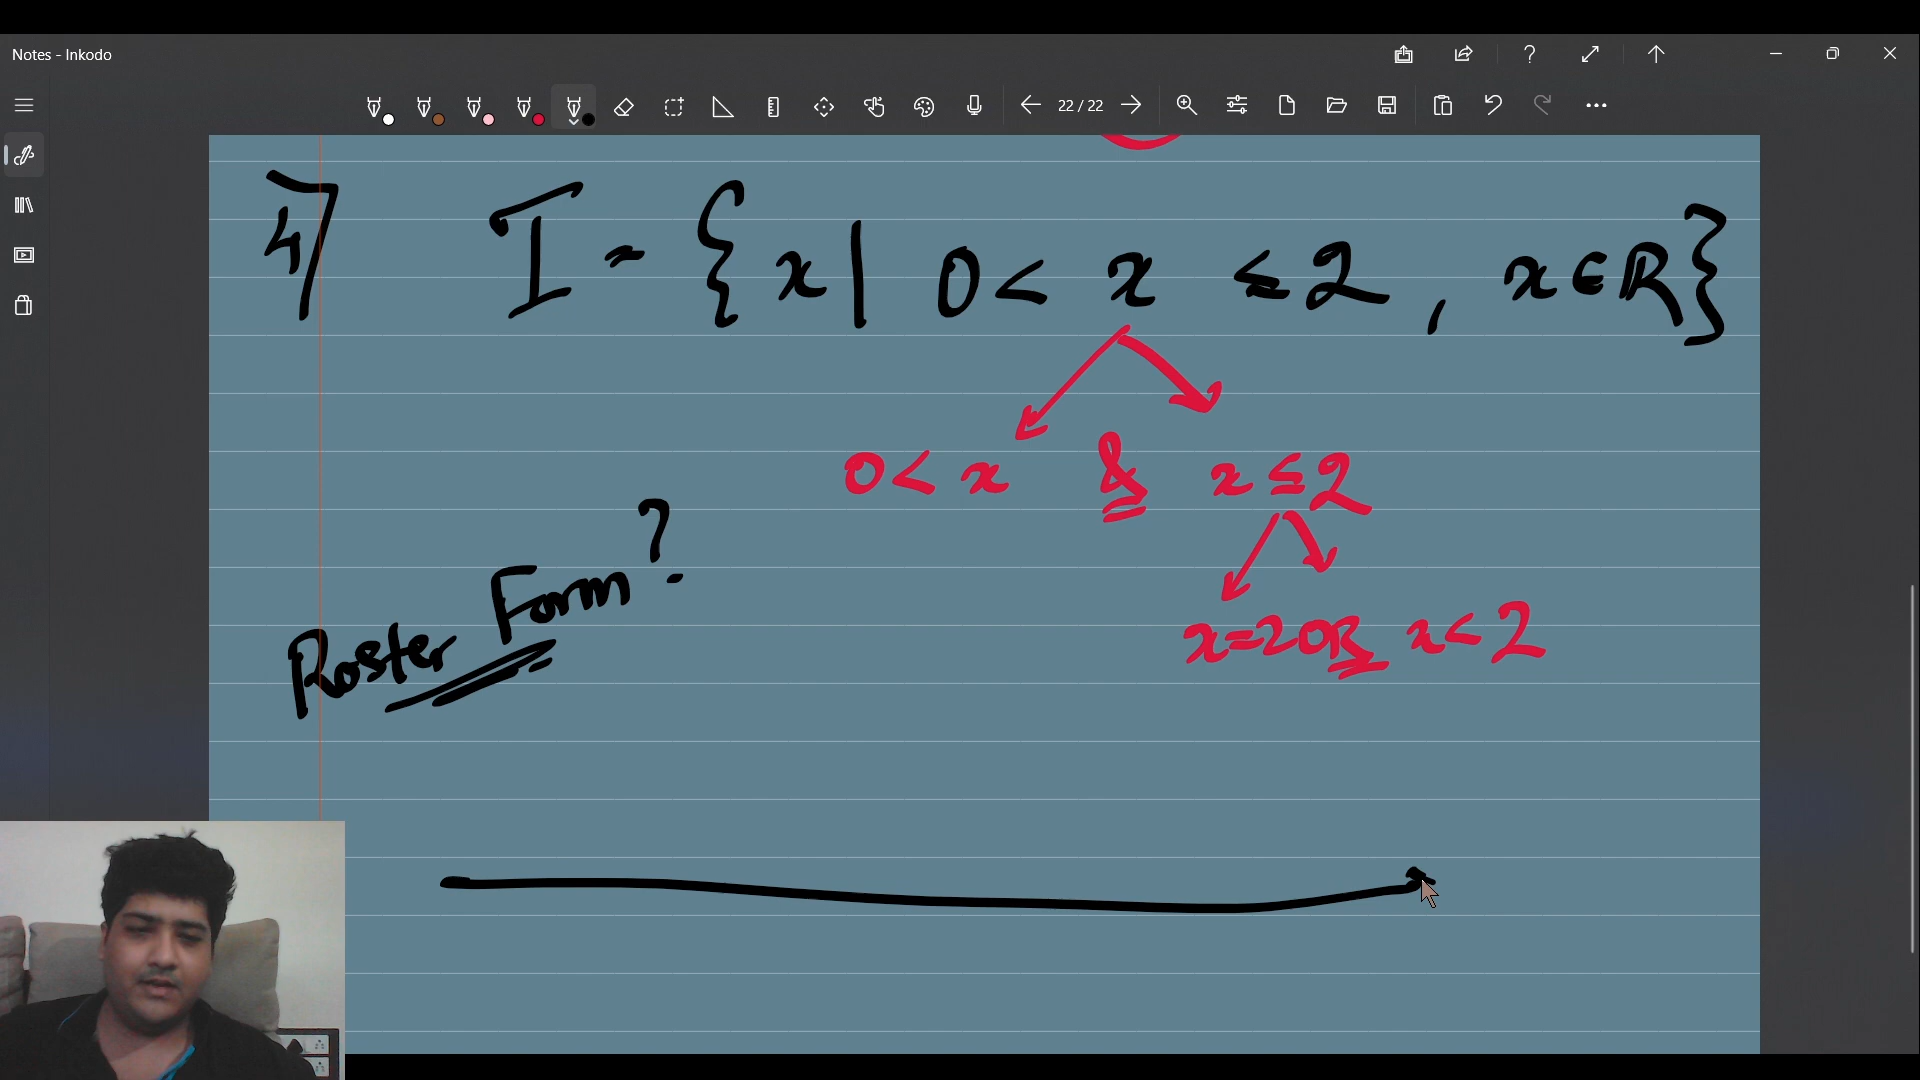 Notes - Inkodo
22 / 22
4) I = { x | 0 < x ≤ 2 , x ∈ R }
0 < x & x ≤ 2
Roster Form ?
x = 2 OR x < 2